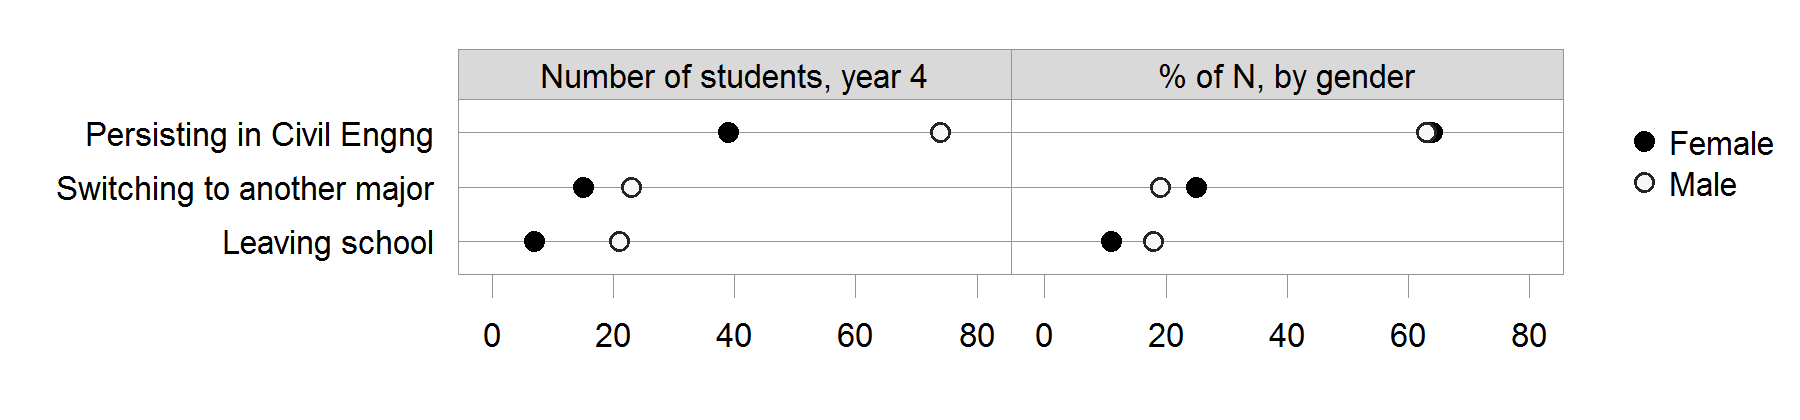 Number of students, year 4
% of N, by gender
Persisting in Civil Engng
Switching to another major
Leaving school
Female
Male
0 20 40 60 80 0 20 40 60 80